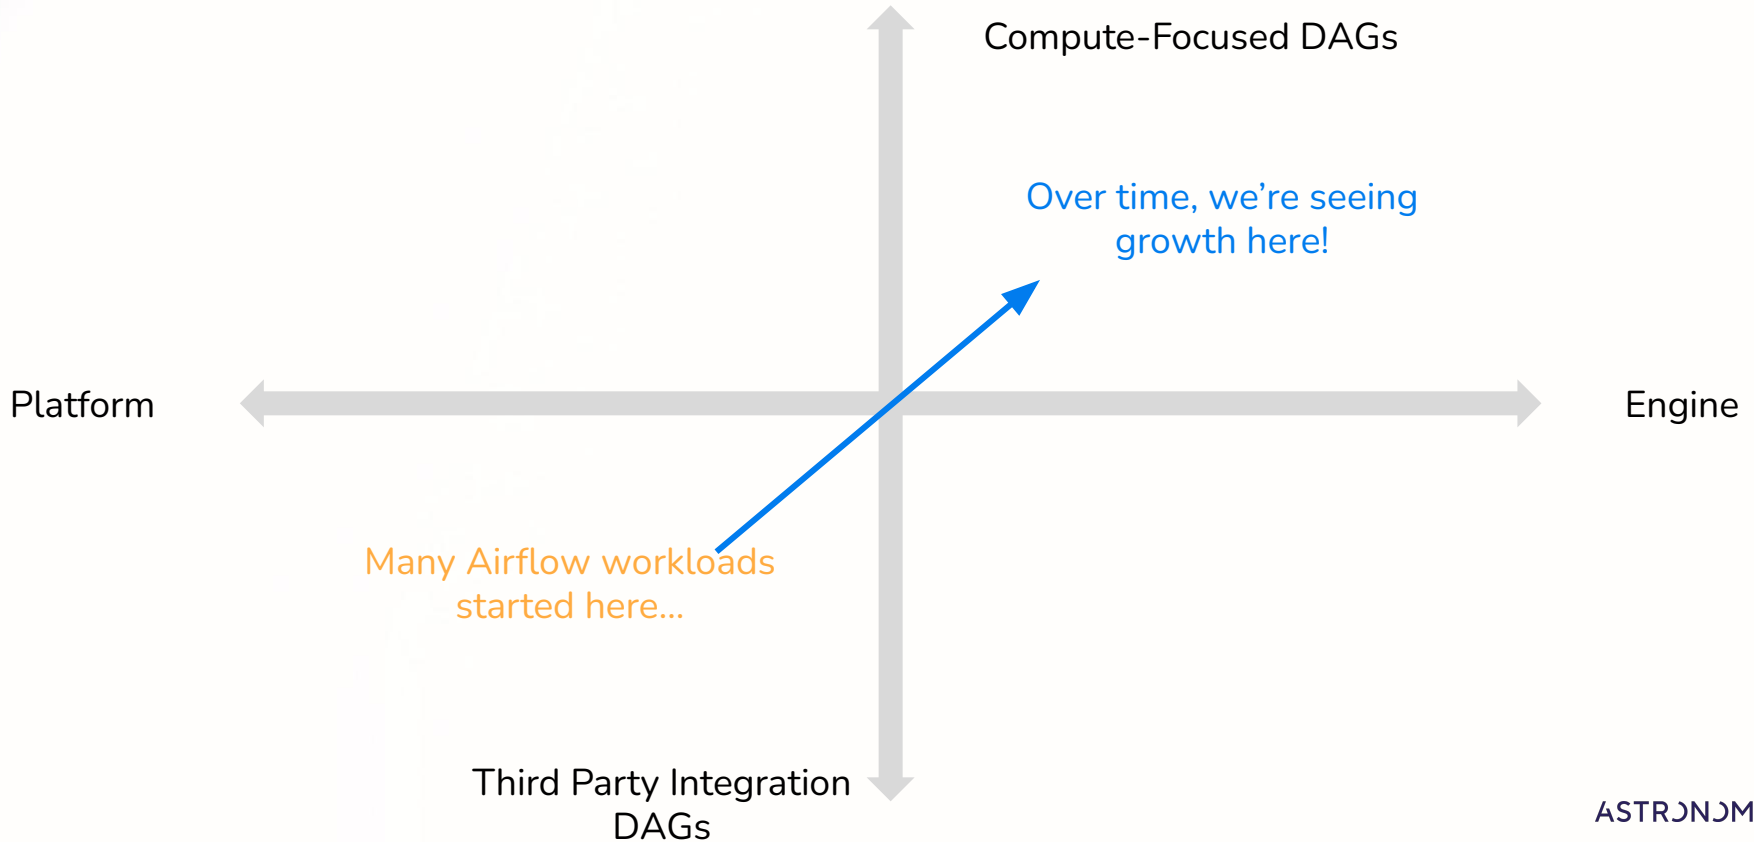 Compute-Focused DAGs
Over time, we're seeing
growth here!
Platform
Engine
Many Airflow workloads
started here...
Third Party Integration
DAGs
ASTRONOM